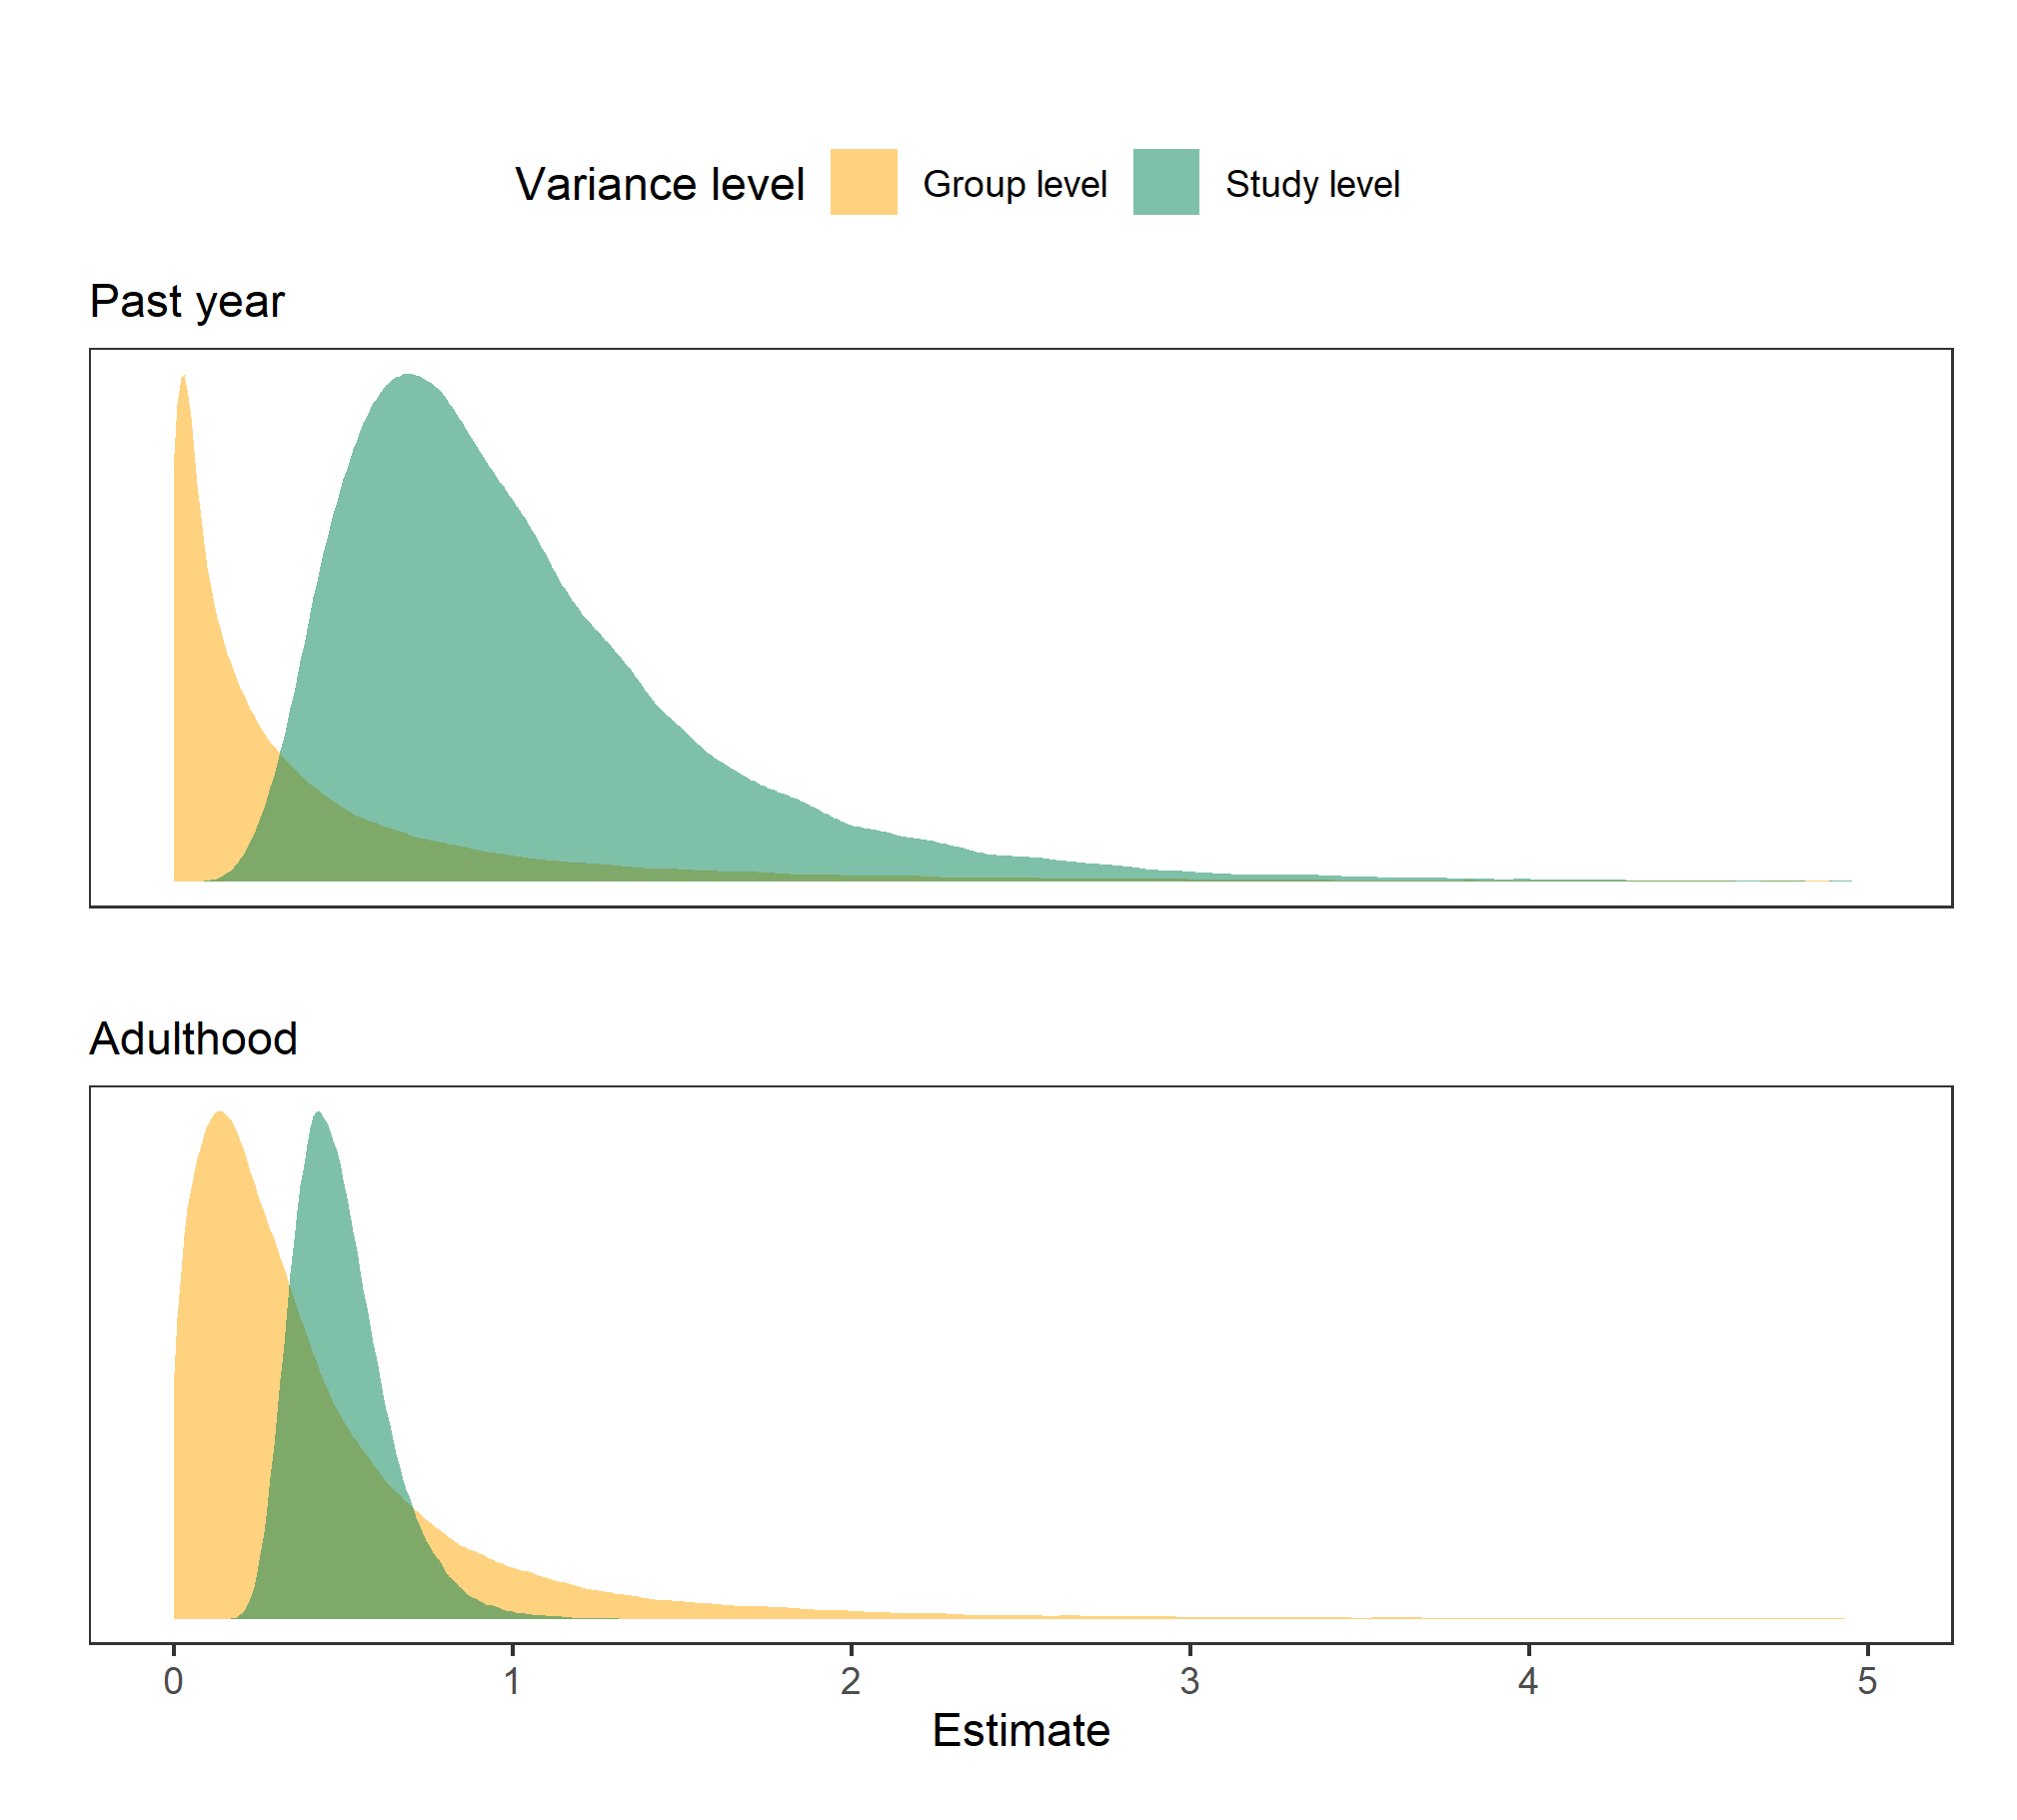 Variance level Group level Study level
Past year
Adulthood
0 1 2 3 4 5
Estimate